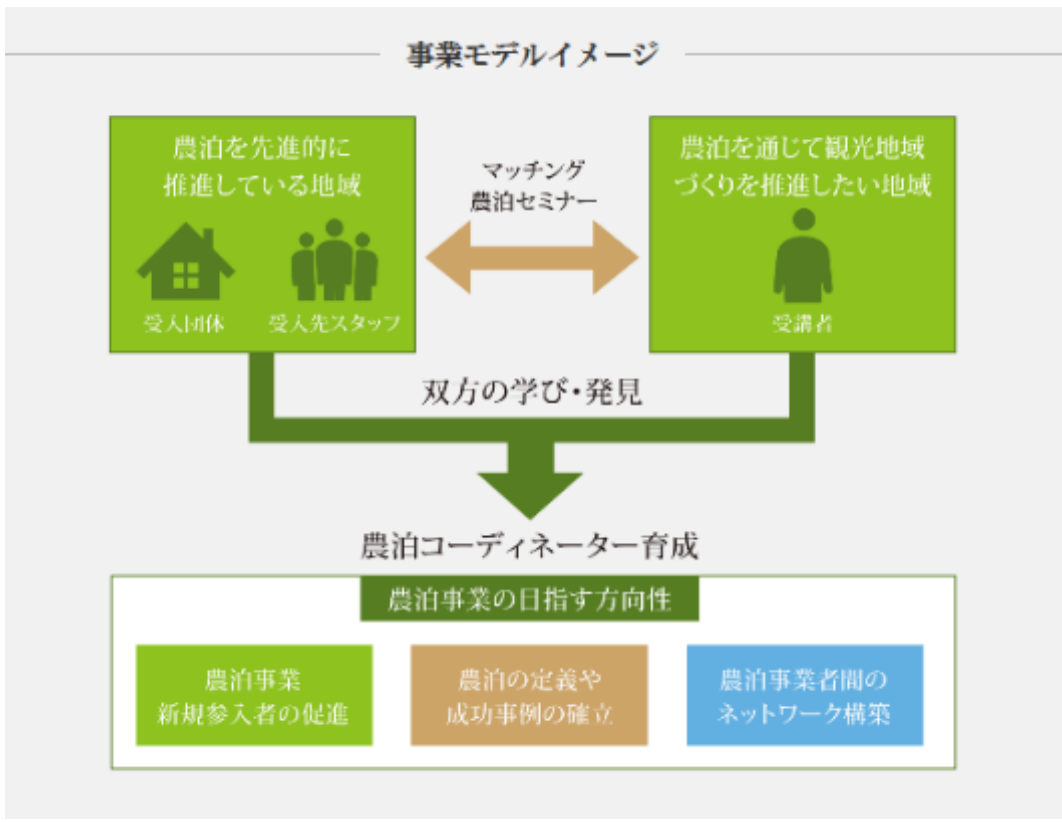 事業モデルイメージ
農泊を先進的に
推進している地域
受入団体
受入先スタッフ
マッチング
農泊セミナー
農泊を通じて観光地域
づくりを推進したい地域
受講者
双方の学び・発見
農泊コーディネーター育成
農泊事業の目指す方向性
農泊事業
新規参入者の促進
農泊の定義や
成功事例の確立
農泊事業者間の
ネットワーク構築